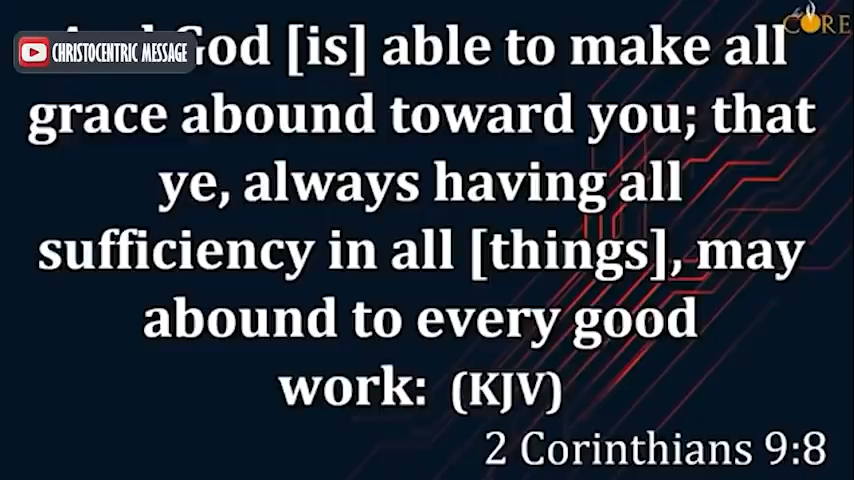 CHRISTOCENTRIC MESSAGE
CORE
God [is] able to make all
grace abound toward you; that
ye, always having all
sufficiency in all [things], may
abound to every good
work: (KJV)
2 Corinthians 9:8